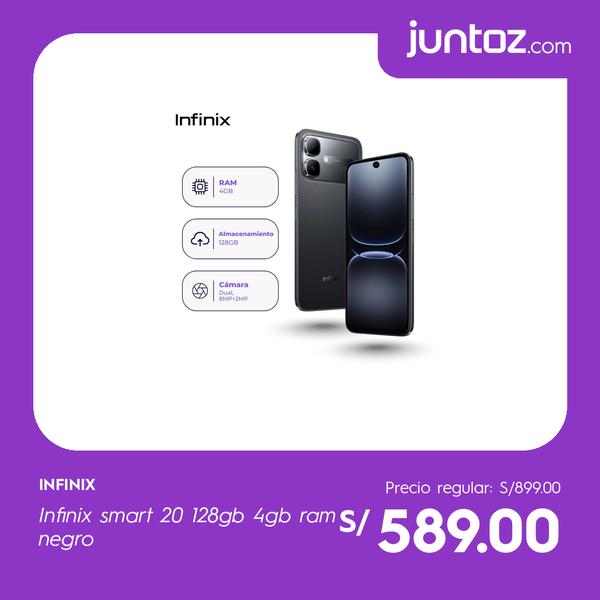 juntoz.com
Infinix
RAM
4GB
Almacenamiento
128GB
Cámara
Dual,
8MP+2MP
INFINIX
Infinix smart 20 128gb 4gb ram
negro
Precio regular: S/899.00
S/ 589.00